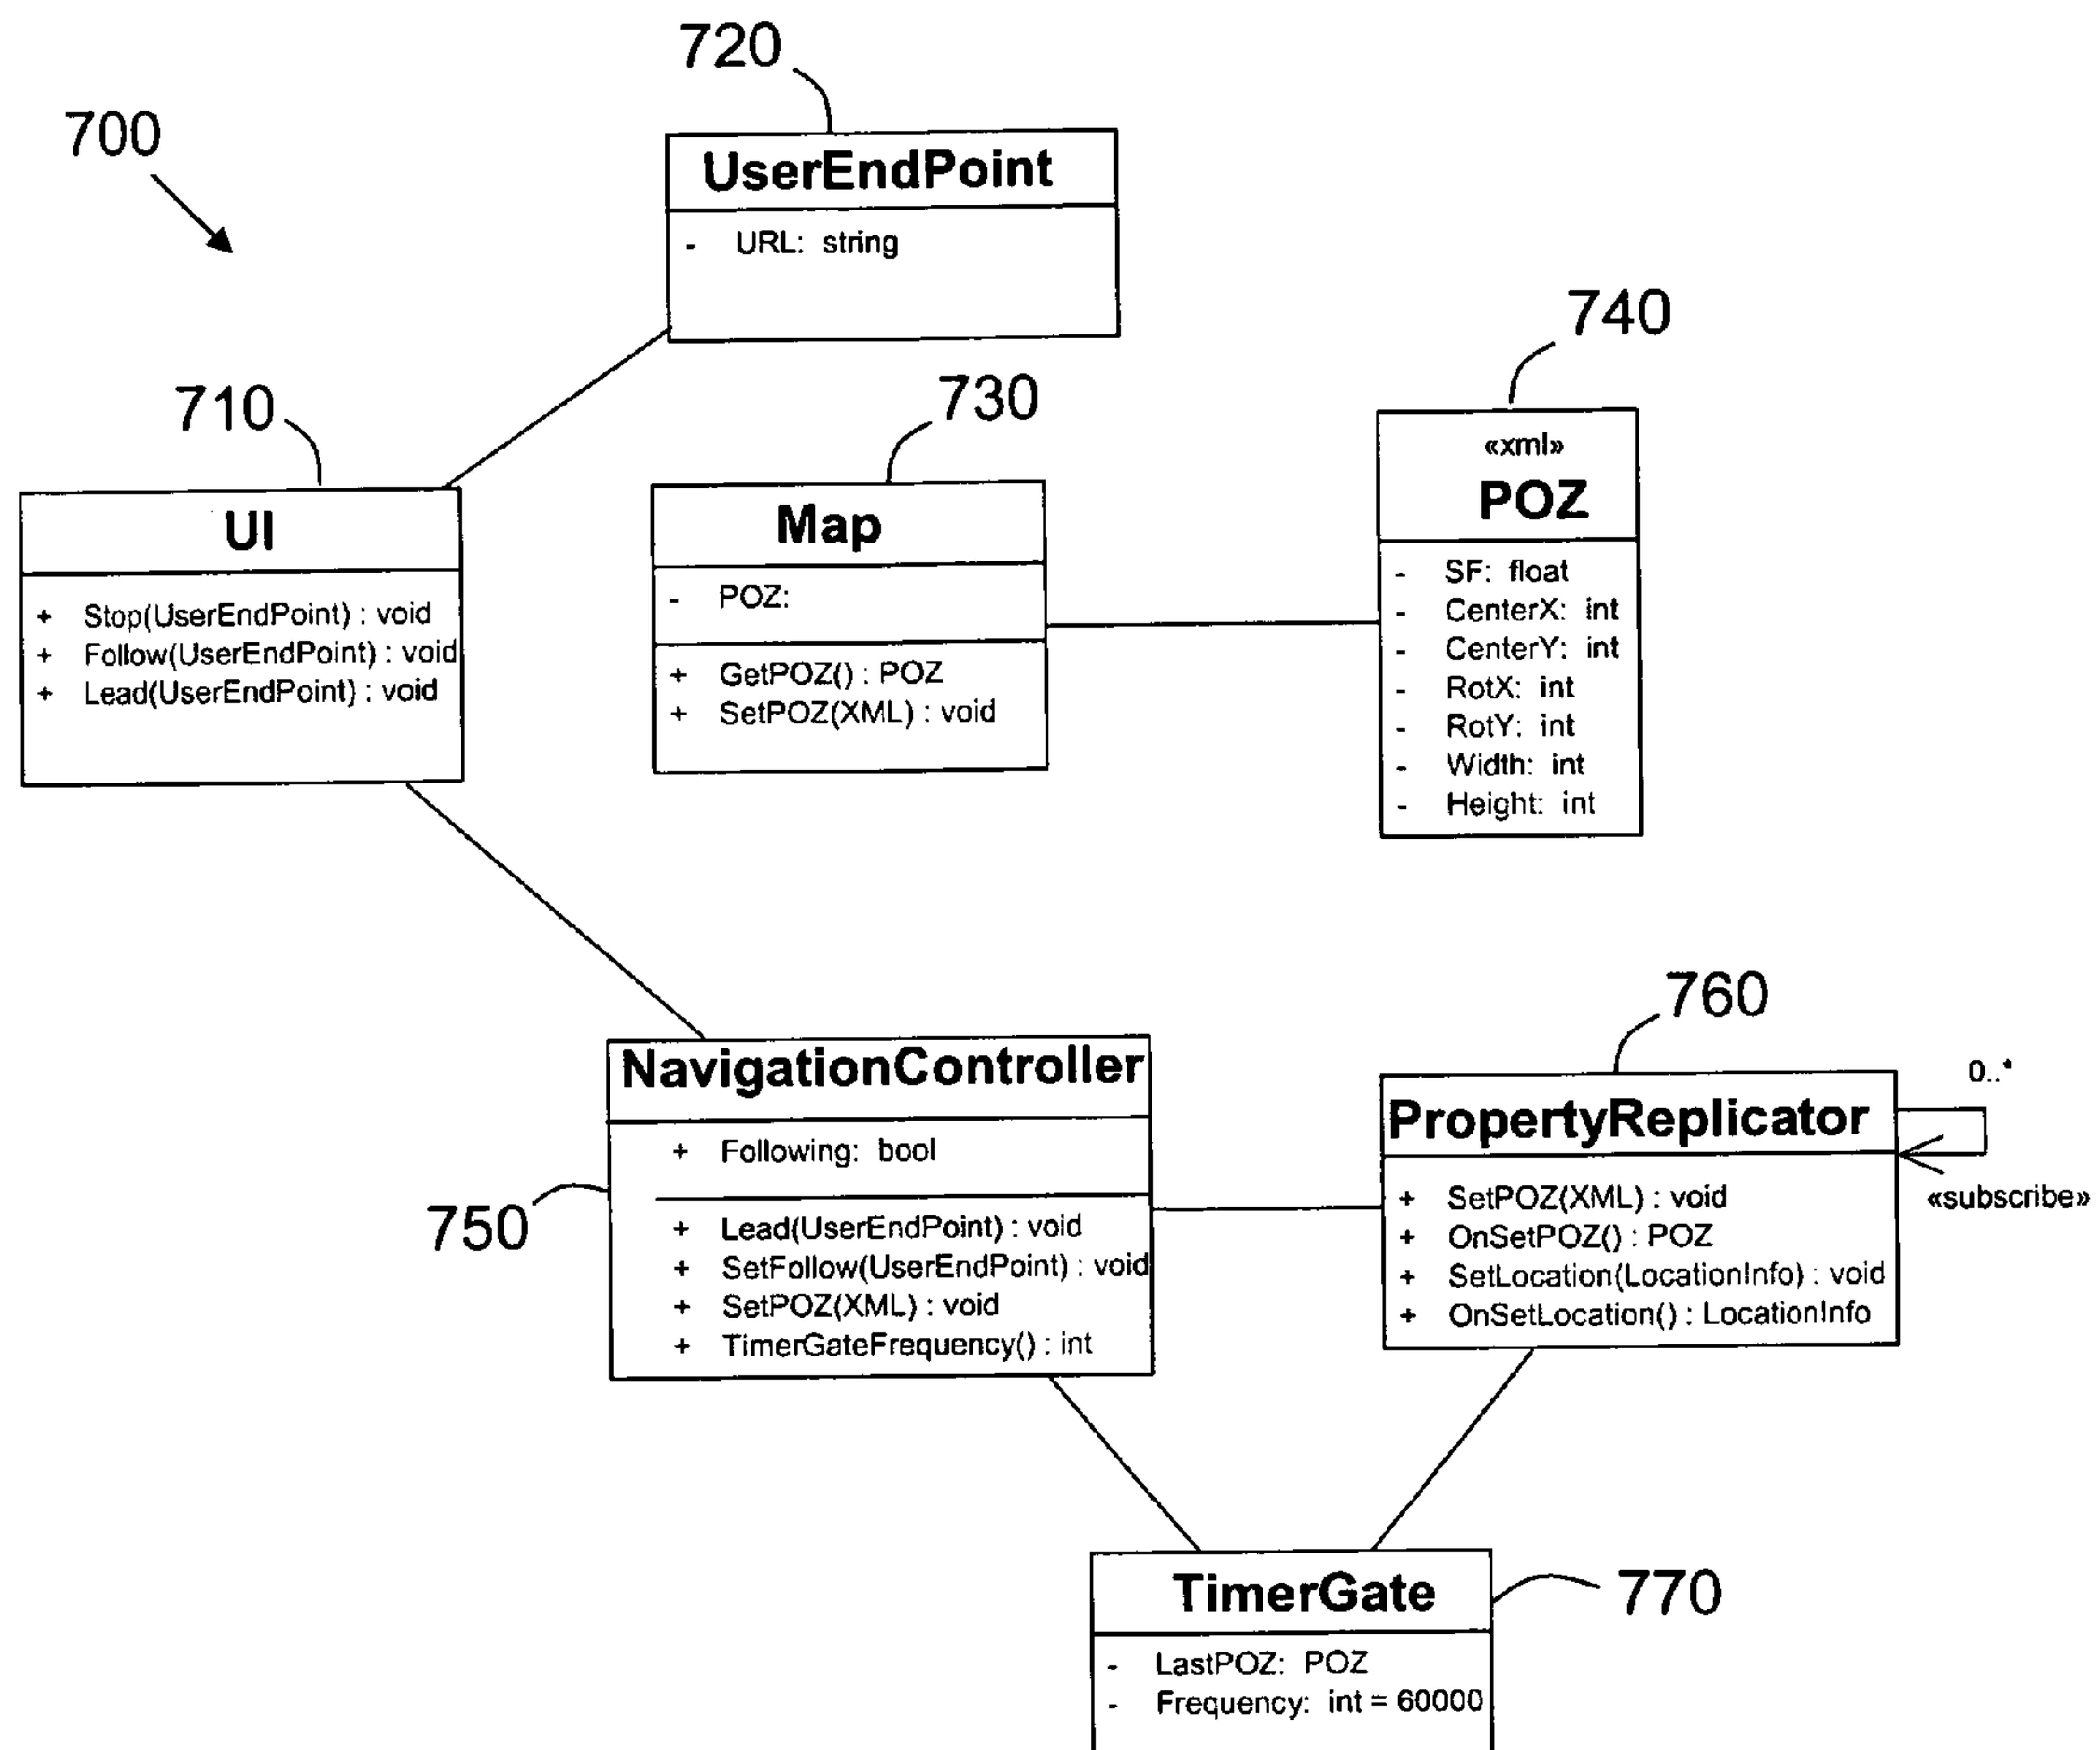 720
700
UserEndPoint
- URL: string
740
710
730
«xml»
POZ
- SF: float
- CenterX: int
- CenterY: int
- RotX: int
- RotY: int
- Width: int
- Height: int
UI
+ Stop(UserEndPoint) : void
+ Follow(UserEndPoint) : void
+ Lead(UserEndPoint) : void
Map
- POZ:
+ GetPOZ() : POZ
+ SetPOZ(XML) : void
760
0..*
NavigationController
+ Following: bool
+ Lead(UserEndPoint) : void
+ SetFollow(UserEndPoint) : void
+ SetPOZ(XML) : void
+ TimerGateFrequency() : int
750
PropertyReplicator
+ SetPOZ(XML) : void
+ OnSetPOZ() : POZ
+ SetLocation(LocationInfo) : void
+ OnSetLocation() : LocationInfo
«subscribe»
TimerGate
770
- LastPOZ: POZ
- Frequency: int = 60000